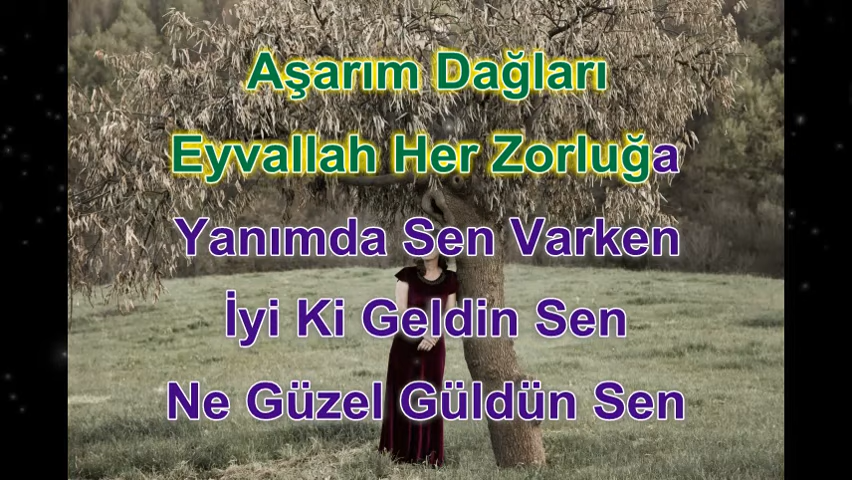 Aşarım Dağları
Eyvallah Her Zorluğa
Yanımda Sen Varken
İyi Ki Geldin Sen
Ne Güzel Güldün Sen